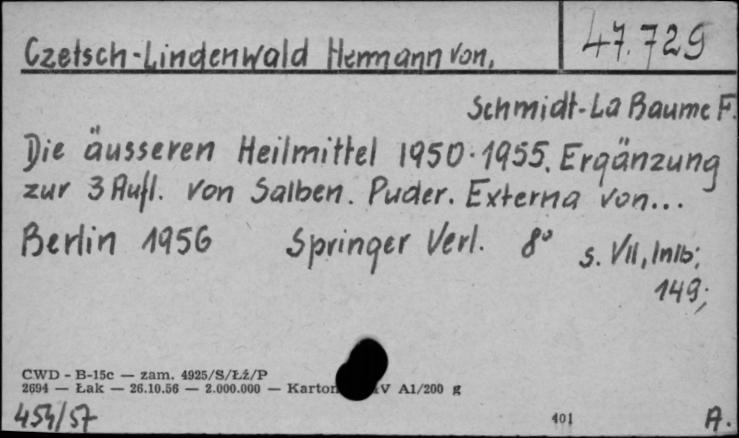 47.729
Czetsch-Lindenwald Hermann von,
Schmidt-La Baume F.
Die äusseren Heilmittel 1950-1955. Ergänzung
zur 3 Aufl. von Salben. Puder. Externa von...
Berlin 1956 Springer Verl. 8° s. VII, 1nlb;
149;
CWD - B-15c — zam. 4925/S/Łź/P
2694 — Łak — 26.10.56 — 2.000.000 — Karton V A1/200 g
454/57
401
A.